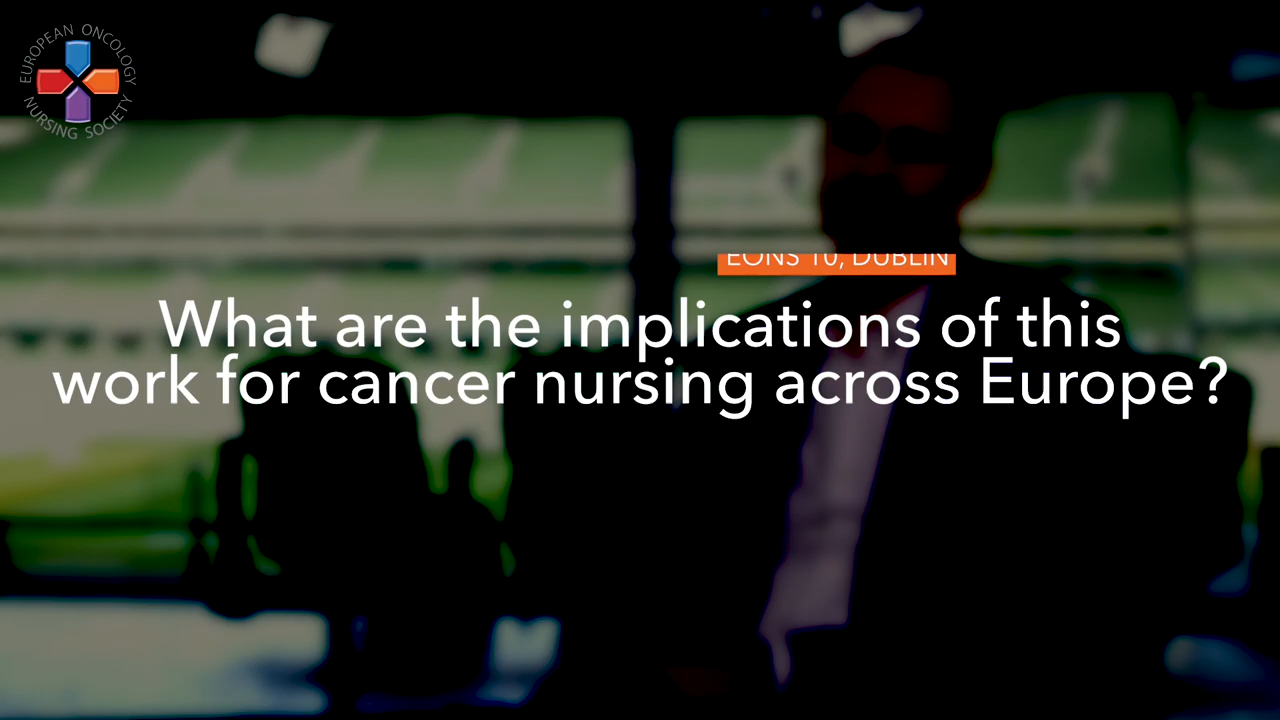 EUROPEAN ONCOLOGY
NURSING SOCIETY
EONS 10, DUBLIN
What are the implications of this
work for cancer nursing across Europe?